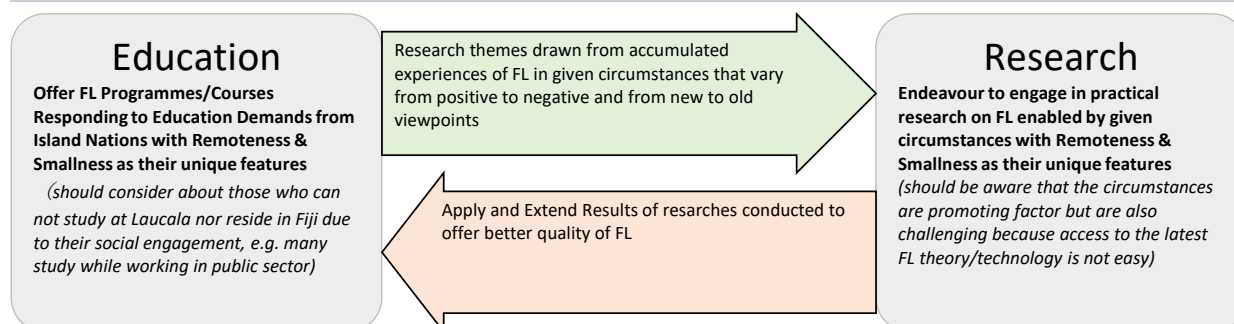 Education
Offer FL Programmes/Courses
Responding to Education Demands from
Island Nations with Remoteness &
Smallness as their unique features
(should consider about those who can
not study at Laucala nor reside in Fiji due
to their social engagement, e.g. many
study while working in public sector)
Research themes drawn from accumulated
experiences of FL in given circumstances that vary
from positive to negative and from new to old
viewpoints
Apply and Extend Results of resarches conducted to
offer better quality of FL
Research
Endeavour to engage in practical
research on FL enabled by given
circumstances with Remoteness &
Smallness as their unique features
(should be aware that the circumstances
are promoting factor but are also
challenging because access to the latest
FL theory/technology is not easy)